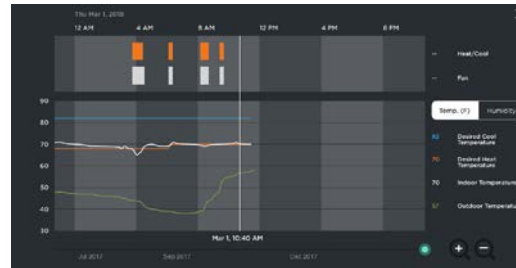 Thu Mar 1, 2018
12 AM 4 AM 8 AM 12 PM 4 PM 8 PM
-- Heat/Cold
-- Fan
90
80
70
60
50
40
30
Temp. (F) Humidity
82 Desired Cool
Temperature
70 Desired Heat
Temperature
70 Indoor Temperature
57 Outdoor Temperatu
Mar 1, 10:40 AM
Jul 2017 Sep 2017 Dec 2017